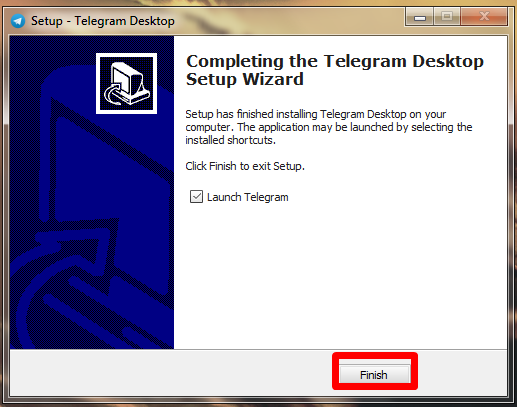 Setup - Telegram Desktop
Completing the Telegram Desktop
Setup Wizard
Setup has finished installing Telegram Desktop on your
computer. The application may be launched by selecting the
installed shortcuts.
Click Finish to exit Setup.
Launch Telegram
Finish